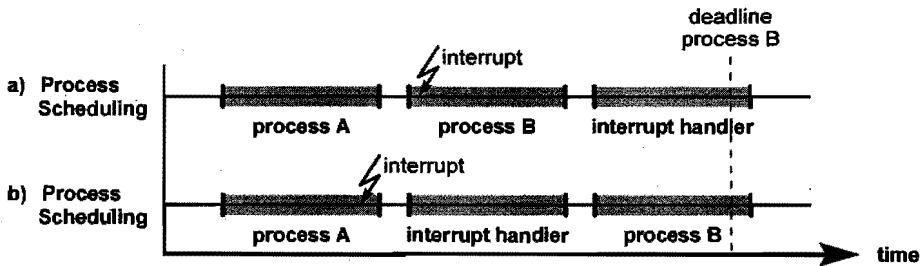 deadline
process B
interrupt
a) Process
Scheduling
process A
process B
interrupt handler
interrupt
b) Process
Scheduling
process A
interrupt handler
process B
time